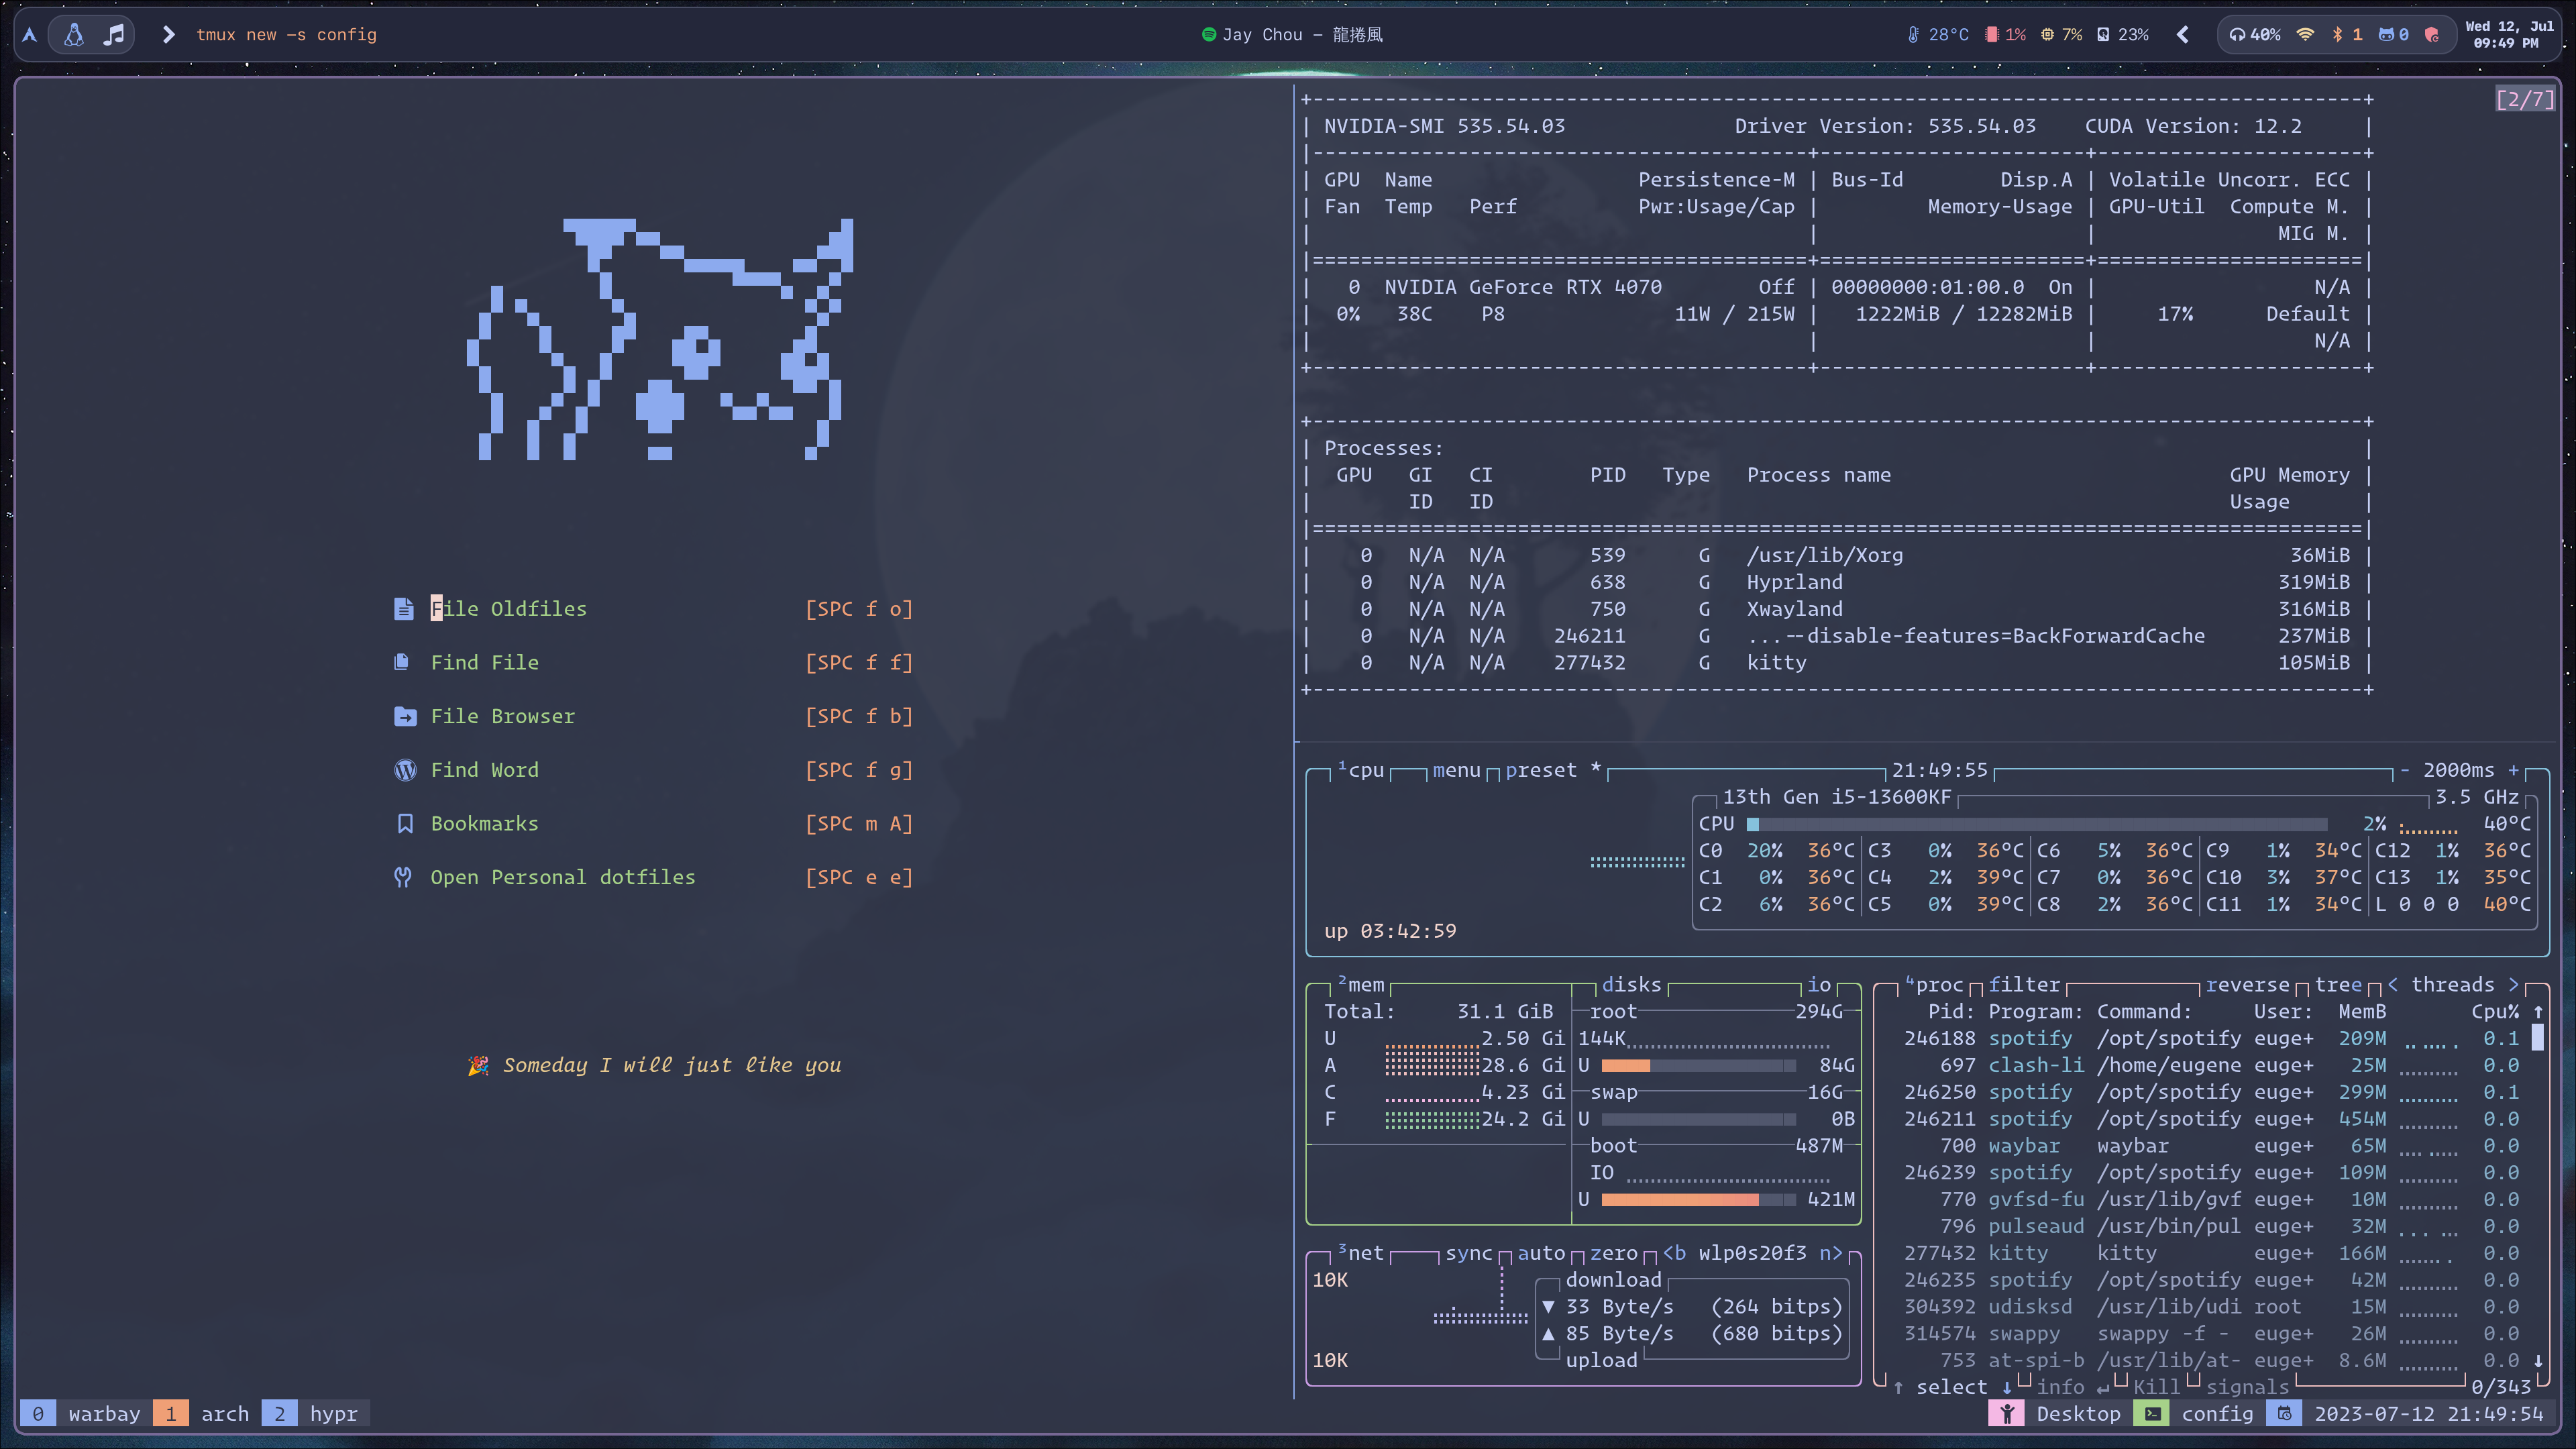 tmux new -s config
Jay Chou - 龍捲風
28°C 1% 7% 23%
40% 1 0
Wed 12, Jul
09:49 PM
File Oldfiles [SPC f o]
Find File [SPC f f]
File Browser [SPC f b]
Find Word [SPC f g]
Bookmarks [SPC m A]
Open Personal dotfiles [SPC e e]
🎉 Someday I will just like you
[2/7]
NVIDIA-SMI 535.54.03 Driver Version: 535.54.03 CUDA Version: 12.2
GPU Name Persistence-M | Bus-Id Disp.A | Volatile Uncorr. ECC
Fan Temp Perf Pwr:Usage/Cap | Memory-Usage | GPU-Util Compute M.
MIG M.
0 NVIDIA GeForce RTX 4070 Off | 00000000:01:00.0 On | N/A
0% 38C P8 11W / 215W | 1222MiB / 12282MiB | 17% Default
N/A
Processes:
GPU GI CI PID Type Process name GPU Memory
ID ID Usage
0 N/A N/A 539 G /usr/lib/Xorg 36MiB
0 N/A N/A 638 G Hyprland 319MiB
0 N/A N/A 750 G Xwayland 316MiB
0 N/A N/A 246211 G ...--disable-features=BackForwardCache 237MiB
0 N/A N/A 277432 G kitty 105MiB
¹cpu menu preset * 21:49:55 - 2000ms +
13th Gen i5-13600KF 3.5 GHz
CPU 2% 40°C
C0 20% 36°C C3 0% 36°C C6 5% 36°C C9 1% 34°C C12 1% 36°C
C1 0% 36°C C4 2% 39°C C7 0% 36°C C10 3% 37°C C13 1% 35°C
C2 6% 36°C C5 0% 39°C C8 2% 36°C C11 1% 34°C L 0 0 0 40°C
up 03:42:59
²mem
Total: 31.1 GiB
U 2.50 Gi
A 28.6 Gi
C 4.23 Gi
F 24.2 Gi
disks io
root 294G
144K
U 84G
swap 16G
U 0B
boot 487M
IO
U 421M
³net sync auto zero <b wlp0s20f3 n>
10K
download
▼ 33 Byte/s (264 bitps)
▲ 85 Byte/s (680 bitps)
upload
10K
⁴proc filter reverse tree < threads >
Pid: Program: Command: User: MemB Cpu% ↑
246188 spotify /opt/spotify euge+ 209M 0.1
697 clash-li /home/eugene euge+ 25M 0.0
246250 spotify /opt/spotify euge+ 299M 0.1
246211 spotify /opt/spotify euge+ 454M 0.0
700 waybar waybar euge+ 65M 0.0
246239 spotify /opt/spotify euge+ 109M 0.0
770 gvfsd-fu /usr/lib/gvf euge+ 10M 0.0
796 pulseaud /usr/bin/pul euge+ 32M 0.0
277432 kitty kitty euge+ 166M 0.0
246235 spotify /opt/spotify euge+ 42M 0.0
304392 udisksd /usr/lib/udi root 15M 0.0
314574 swappy swappy -f - euge+ 26M 0.0
753 at-spi-b /usr/lib/at- euge+ 8.6M 0.0 ↓
↑ select ↓ info ↵ Kill signals 0/343
0 warbay 1 arch 2 hypr
Desktop config 2023-07-12 21:49:54